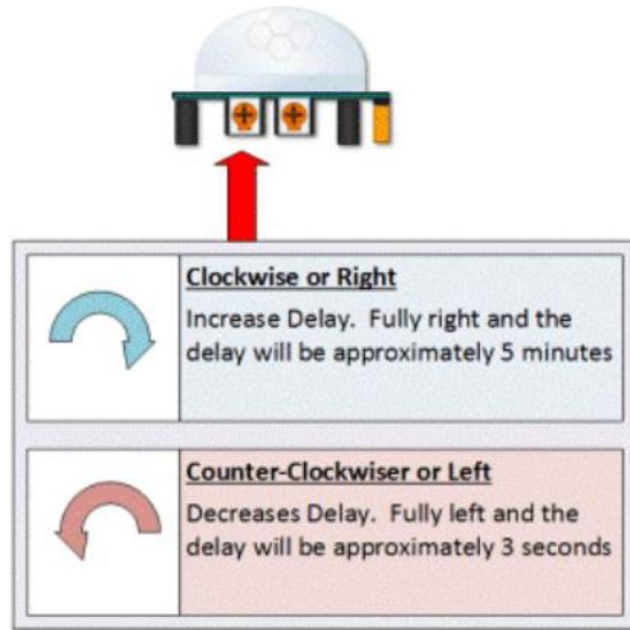 Clockwise or Right
Increase Delay.  Fully right and the
delay will be approximately 5 minutes
Counter-Clockwiser or Left
Decreases Delay.  Fully left and the
delay will be approximately 3 seconds